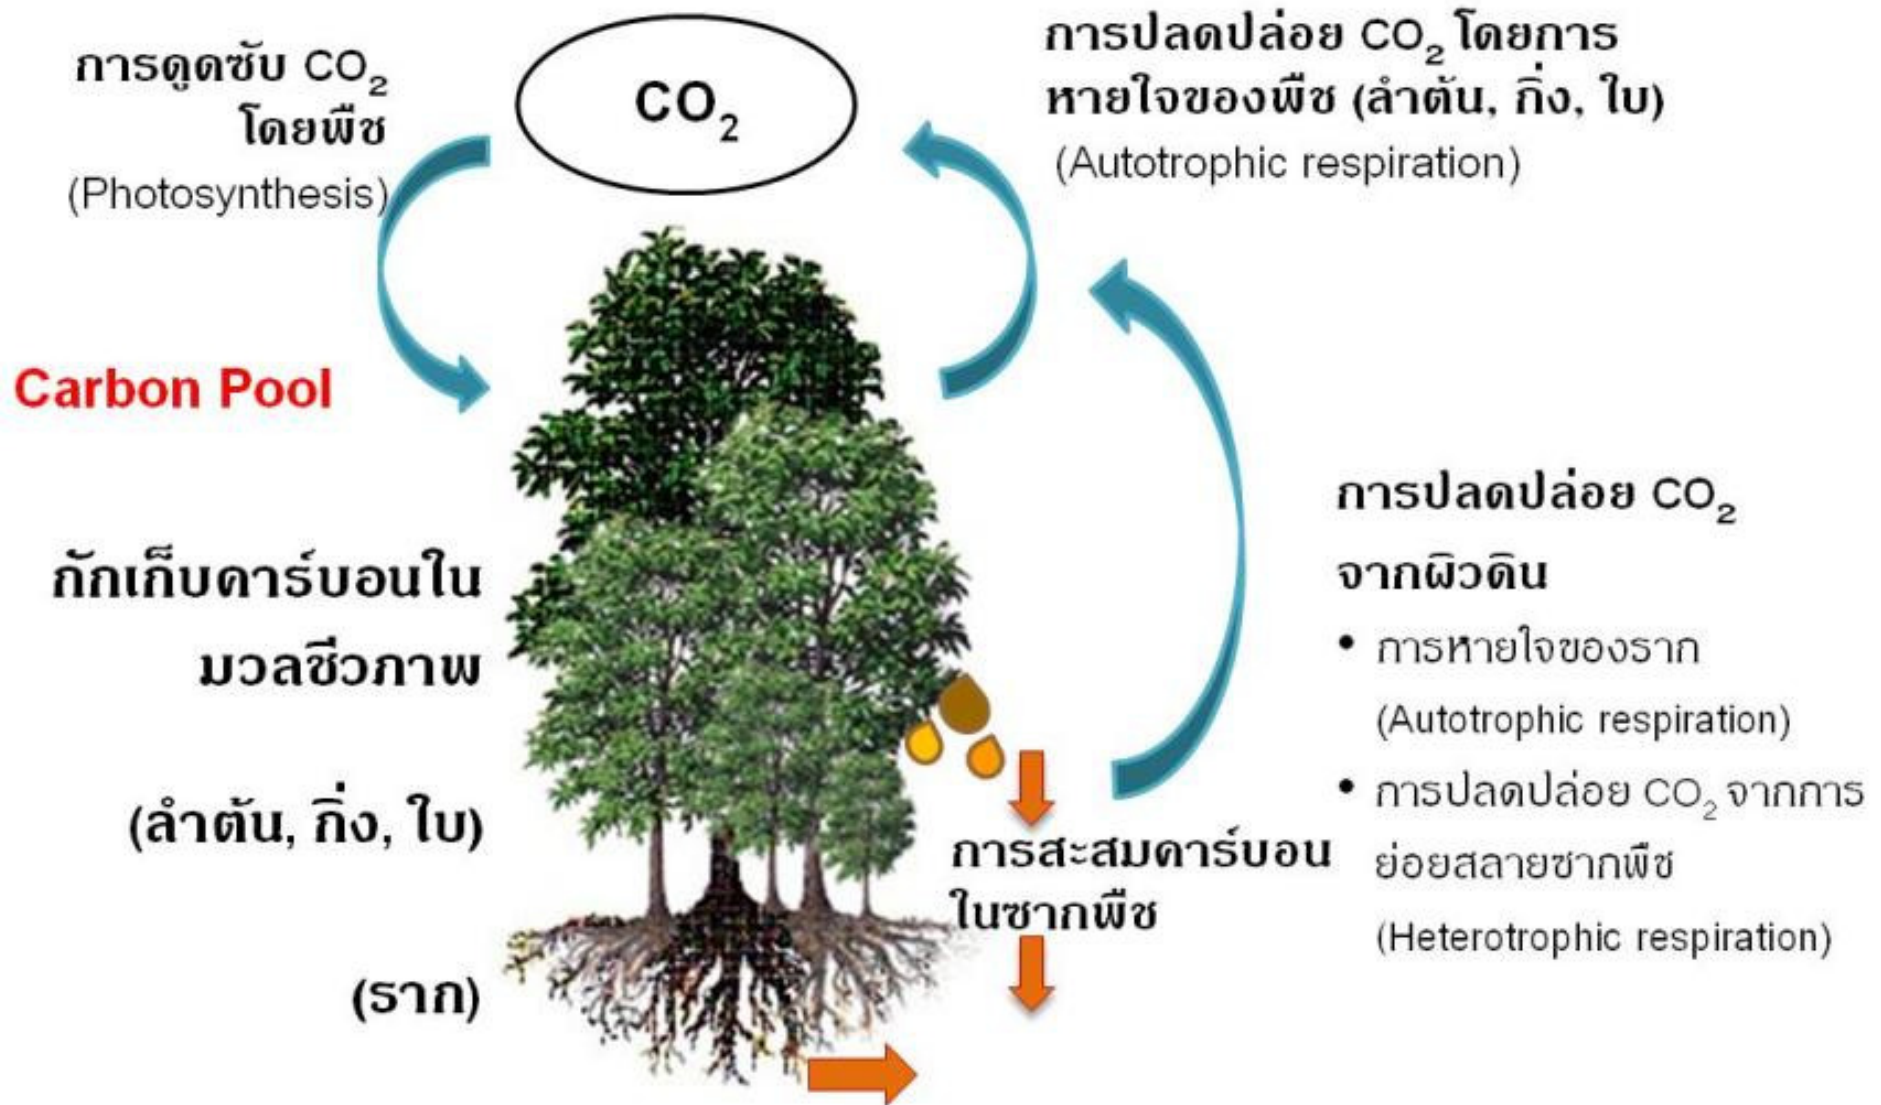 การดูดซับ CO₂
โดยพืช
(Photosynthesis)
CO₂
การปลดปล่อย CO₂ โดยการ
หายใจของพืช (ลำต้น, กิ่ง, ใบ)
(Autotrophic respiration)
Carbon Pool
กักเก็บคาร์บอนใน
มวลชีวภาพ
(ลำต้น, กิ่ง, ใบ)
(ราก)
การสะสมคาร์บอน
ในซากพืช
การปลดปล่อย CO₂
จากผิวดิน
• การหายใจของราก
(Autotrophic respiration)
• การปลดปล่อย CO₂ จากการ
ย่อยสลายซากพืช
(Heterotrophic respiration)